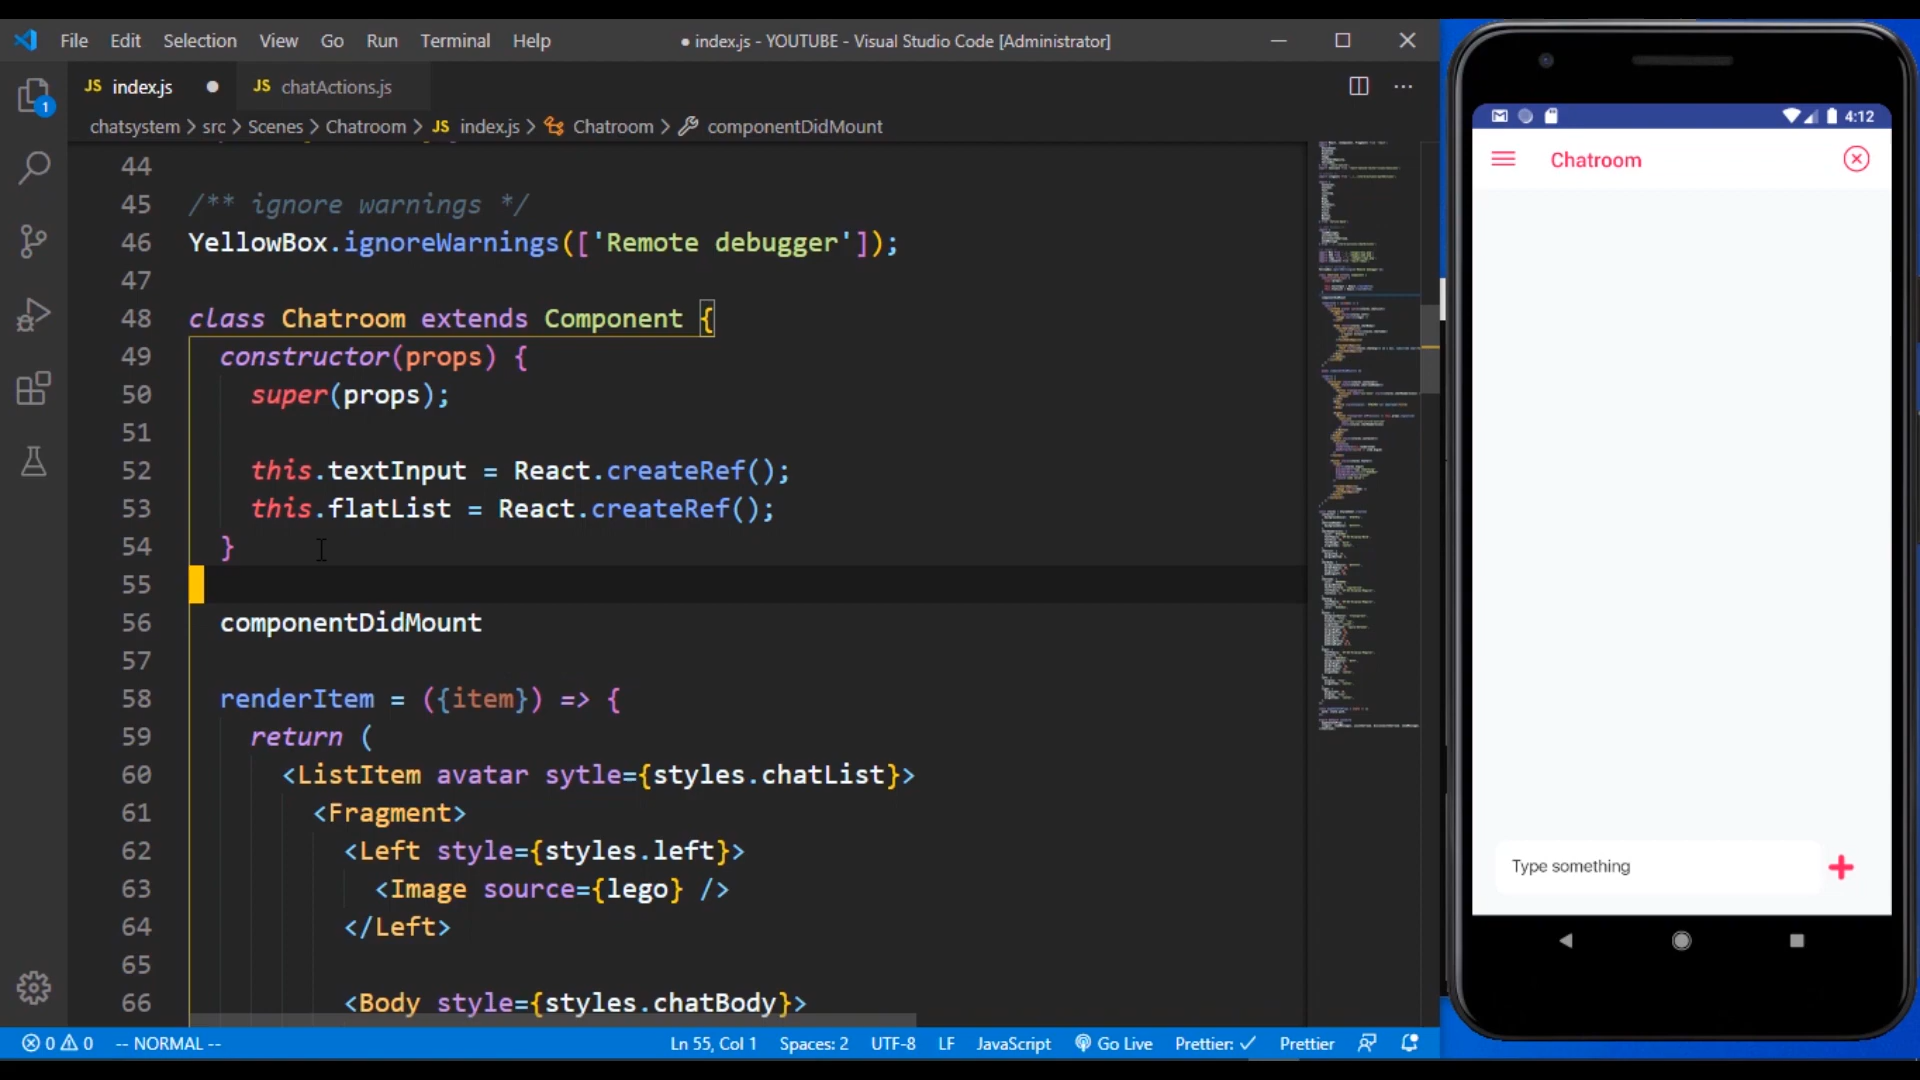 File Edit Selection View Go Run Terminal Help ● index.js - YOUTUBE - Visual Studio Code [Administrator]
JS index.js ● JS chatActions.js ...
chatsystem > src > Scenes > Chatroom > JS index.js > Chatroom > componentDidMount
1
44
45 /** ignore warnings */
46 YellowBox.ignoreWarnings(['Remote debugger']);
47
48 class Chatroom extends Component {
49 constructor(props) {
50 super(props);
51
52 this.textInput = React.createRef();
53 this.flatList = React.createRef();
54 }
55
56 componentDidMount
57
58 renderItem = ({item}) => {
59 return (
60 <ListItem avatar sytle={styles.chatList}>
61 <Fragment>
62 <Left style={styles.left}>
63 <Image source={lego} />
64 </Left>
65
66 <Body style={styles.chatBody}>
0 0 -- NORMAL -- Ln 55, Col 1 Spaces: 2 UTF-8 LF JavaScript Go Live Prettier: ✓ Prettier
4:12
Chatroom
Type something